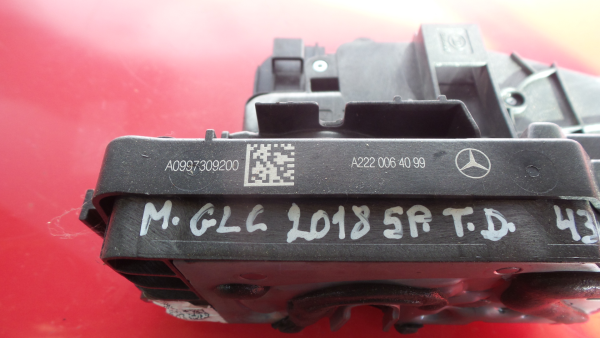 A0997309200 A222 006 40 99
M. GLC 2018 5P. T.D. 43